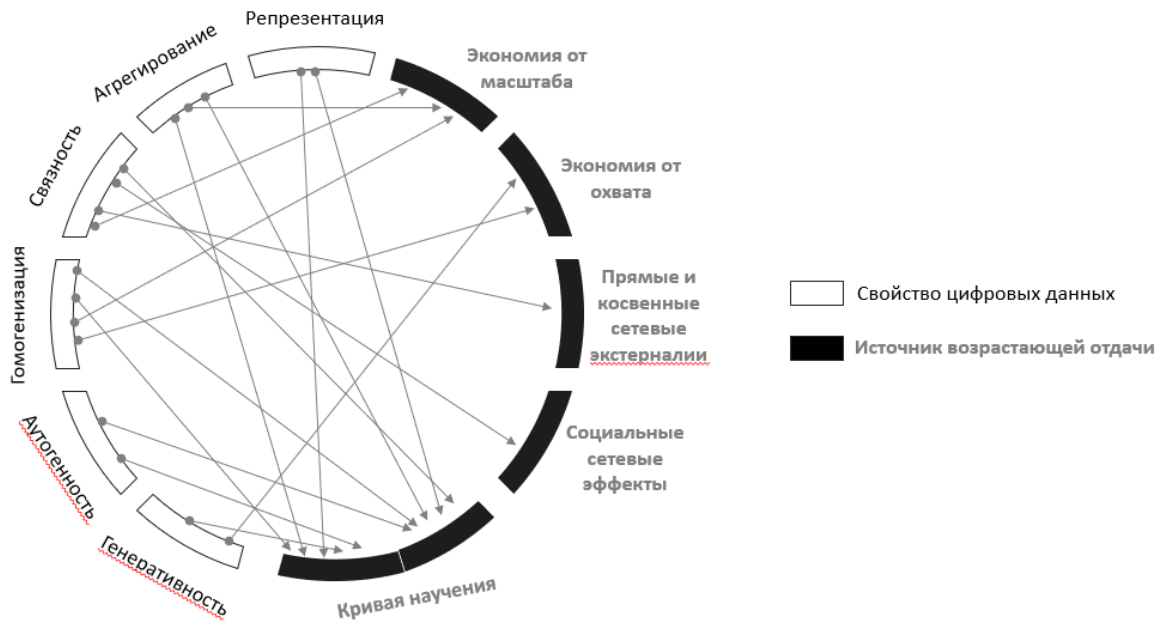 Репрезентация
Агрегирование
Связность
Гомогенизация
Аутогенность
Генеративность
Экономия от
масштаба
Экономия от
охвата
Прямые и
косвенные
сетевые
экстерналии
Социальные
сетевые
эффекты
Кривая научения
Свойство цифровых данных
Источник возрастающей отдачи